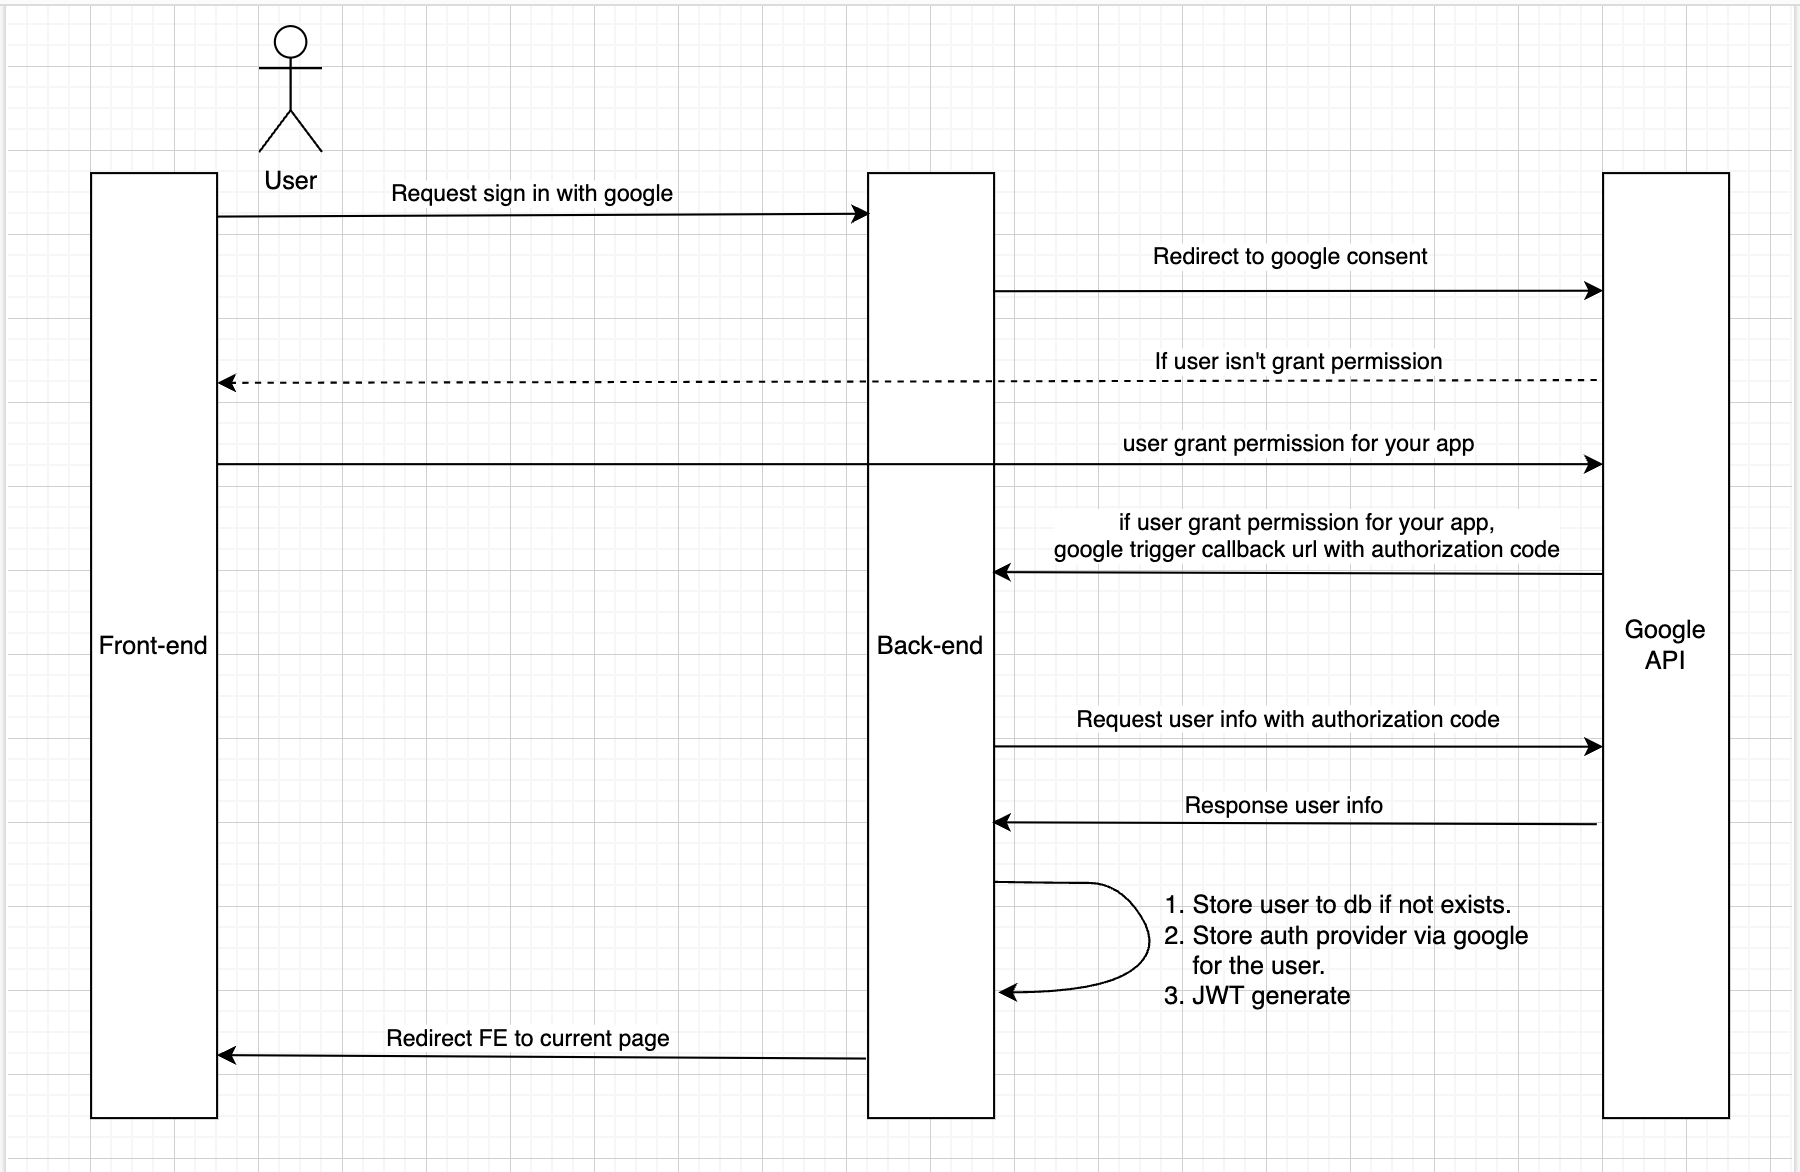 User
Request sign in with google
Redirect to google consent
If user isn't grant permission
user grant permission for your app
if user grant permission for your app,
google trigger callback url with authorization code
Front-end
Back-end
Google
API
Request user info with authorization code
Response user info
1. Store user to db if not exists.
2. Store auth provider via google
for the user.
3. JWT generate
Redirect FE to current page